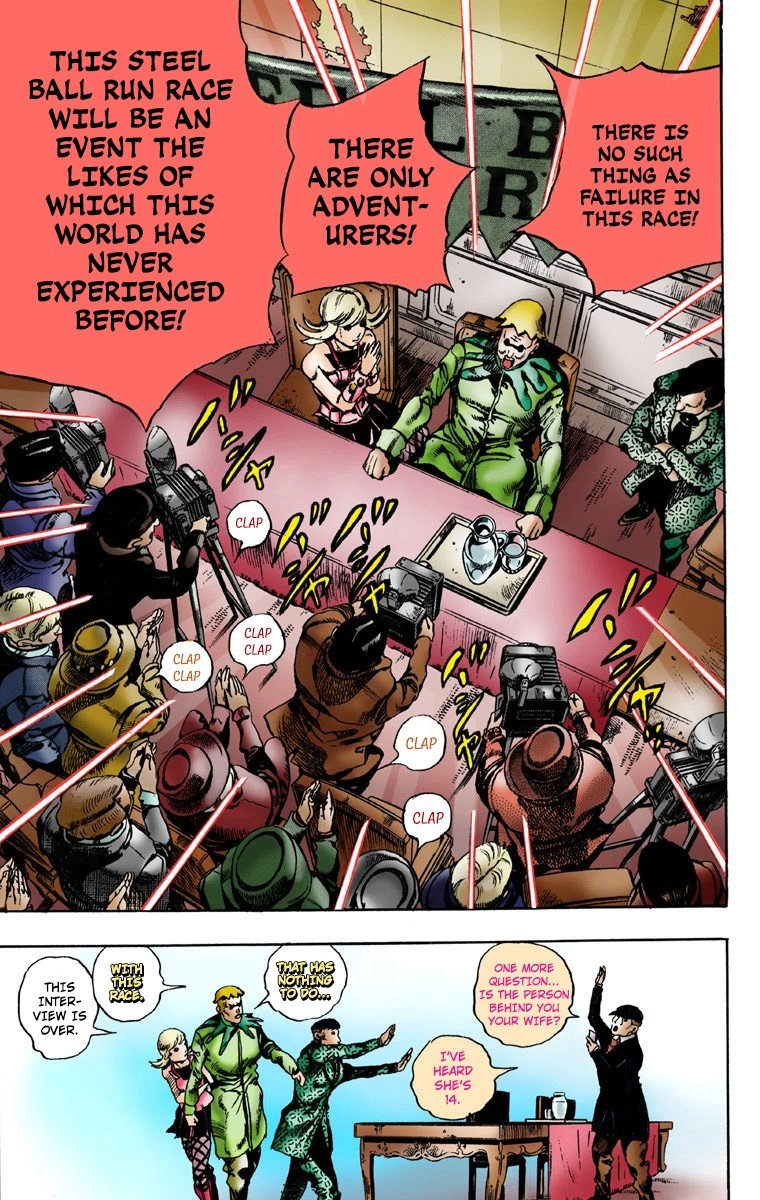 EEL B
THERE IS
NO SUCH
THING AS
FAILURE IN
THIS RACE!
THERE
ARE ONLY
ADVENT-
URERS!
THIS STEEL
BALL RUN RACE
WILL BE AN
EVENT THE
LIKES OF
WHICH THIS
WORLD HAS
NEVER
EXPERIENCED
BEFORE!
CLAP
CLAP
CLAP
CLAP
CLAP
CLAP
CLAP
ONE MORE
QUESTION...
IS THE PERSON
BEHIND YOU
YOUR WIFE?
I'VE
HEARD
SHE'S
14.
THAT HAS
NOTHING
TO DO...
WITH
THIS
RACE.
THIS
INTER-
VIEW IS
OVER.